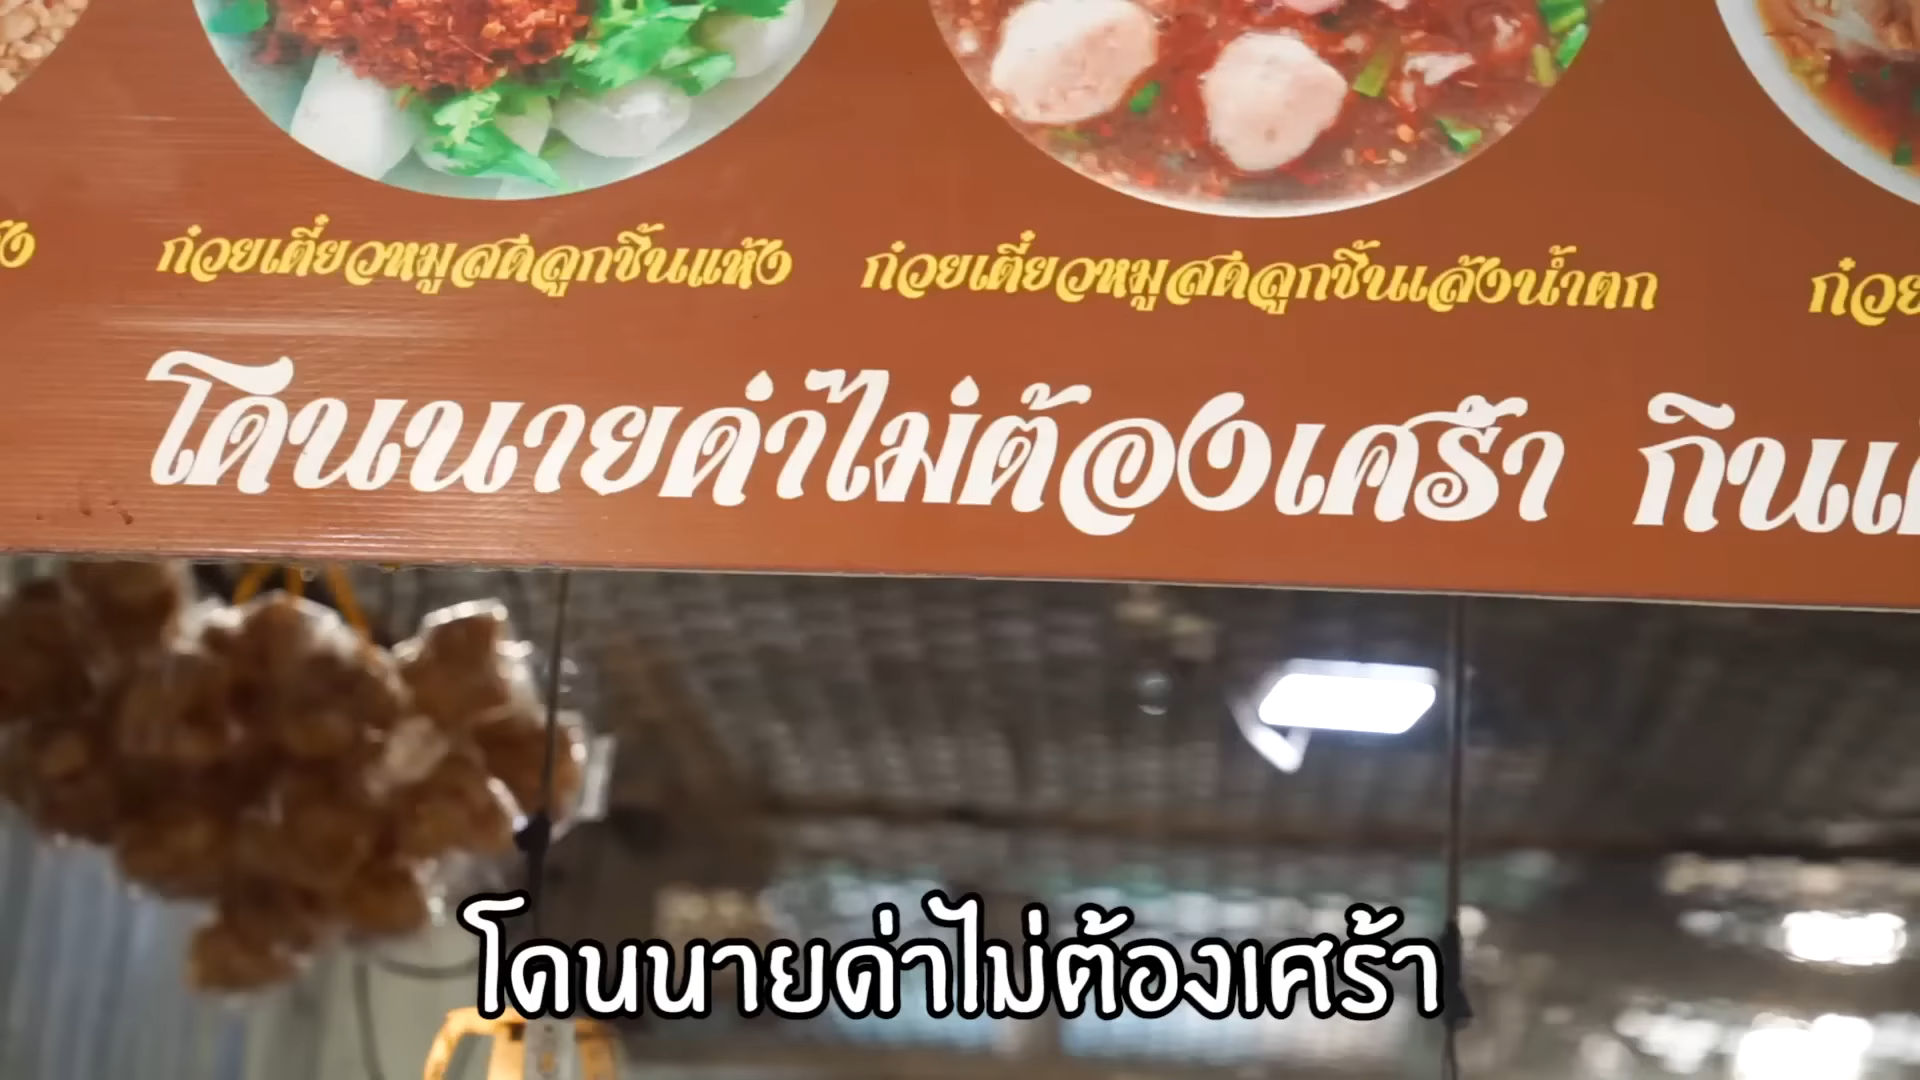 ก๋วยเตี๋ยวหมูสดลูกชิ้นแห้ง ก๋วยเตี๋ยวหมูสดลูกชิ้นเล้งน้ำตก
โดนนายด่าไม่ต้องเศร้า
โดนนายด่าไม่ต้องเศร้า